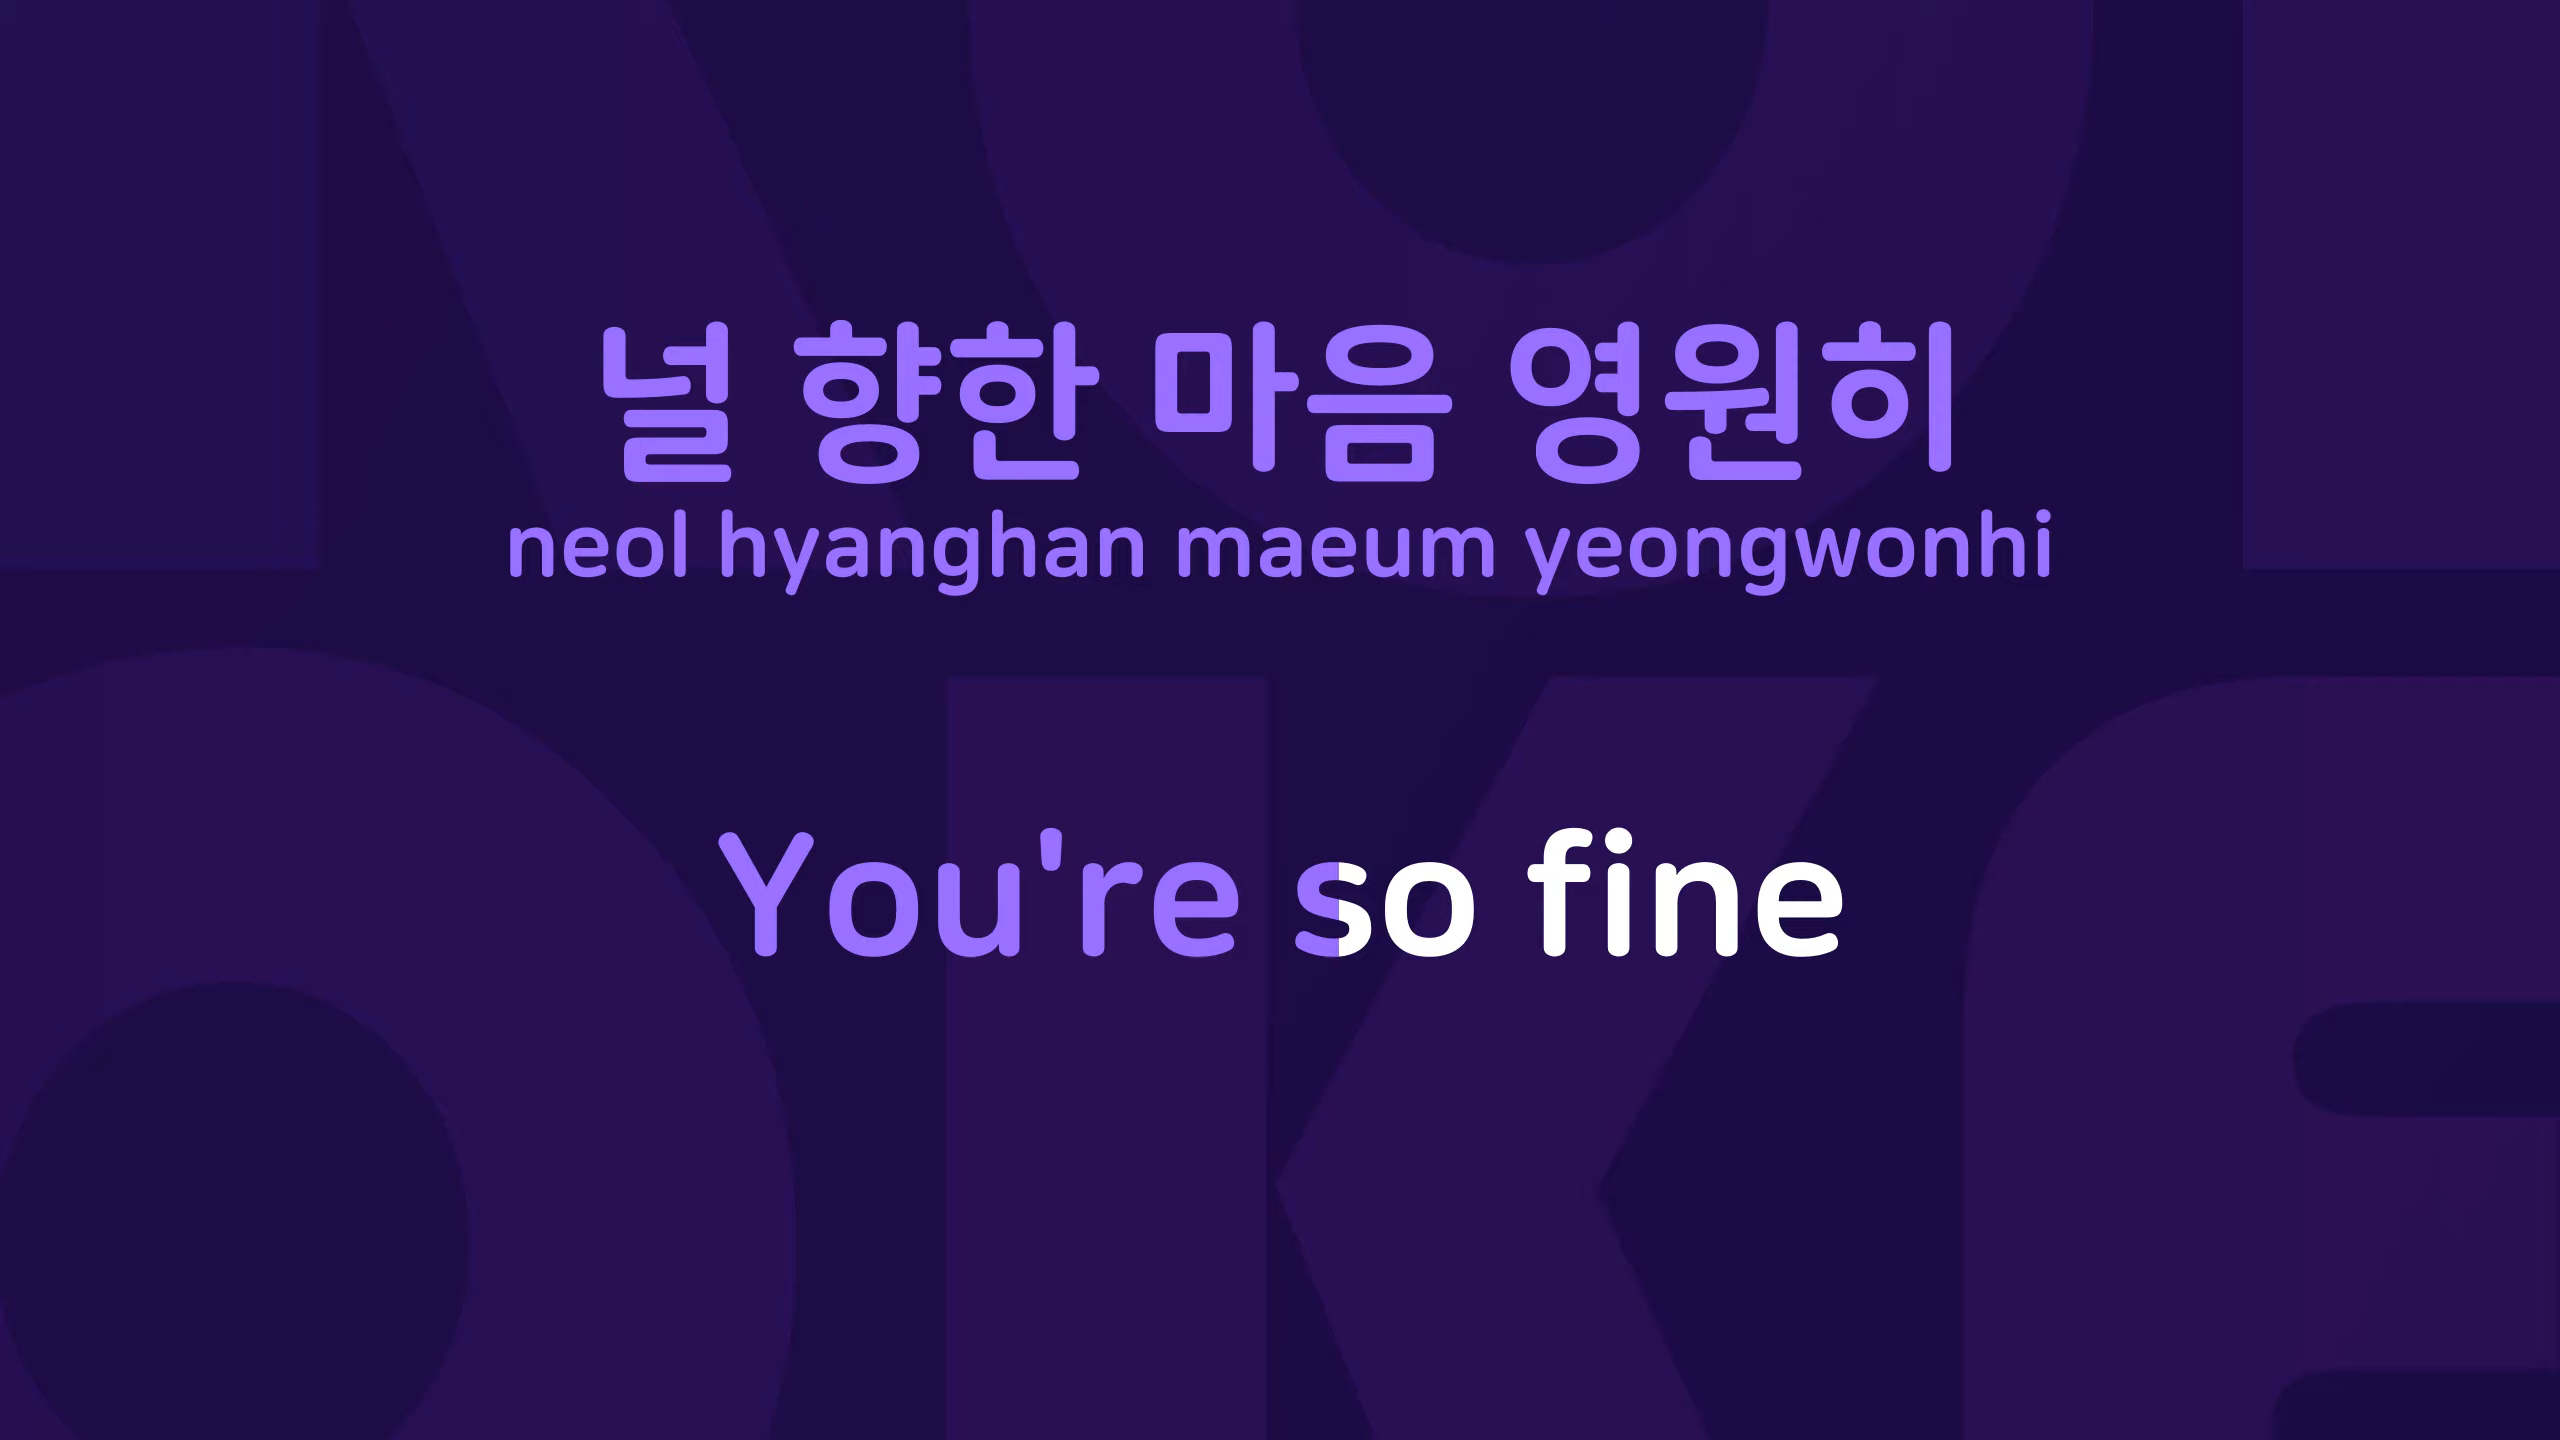 널 향한 마음 영원히
neol hyanghan maeum yeongwonhi
You're so fine